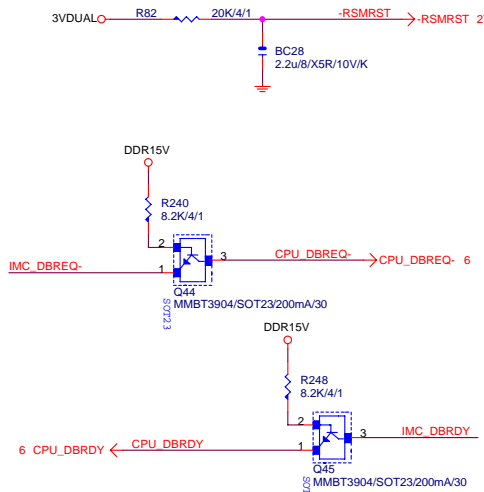 3VDUAL R82 20K/4/1 -RSMRST -RSMRST 2
BC28
2.2u/8/X5R/10V/K
DDR15V
R240
8.2K/4/1
2
3 CPU_DBREQ- CPU_DBREQ- 6
IMC_DBREQ- 1
Q44
MMBT3904/SOT23/200mA/30
SOT23
DDR15V
R248
8.2K/4/1
2
3 IMC_DBRDY
6 CPU_DBRDY CPU_DBRDY 1
Q45
MMBT3904/SOT23/200mA/30
SOT